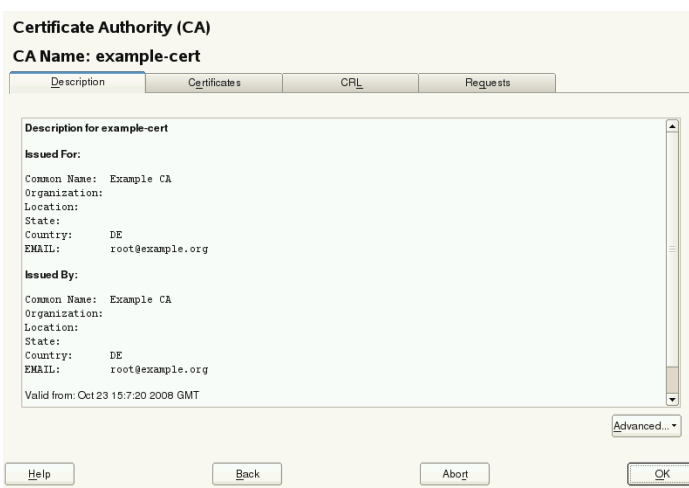 Certificate Authority (CA)
CA Name: example-cert
Description Certificates CRL Requests
Description for example-cert
Issued For:
Common Name: Example CA
Organization:
Location:
State:
Country: DE
EMAIL: root@example.org
Issued By:
Common Name: Example CA
Organization:
Location:
State:
Country: DE
EMAIL: root@example.org
Valid from: Oct 23 15:7:20 2008 GMT
Advanced...
Help Back Abort OK